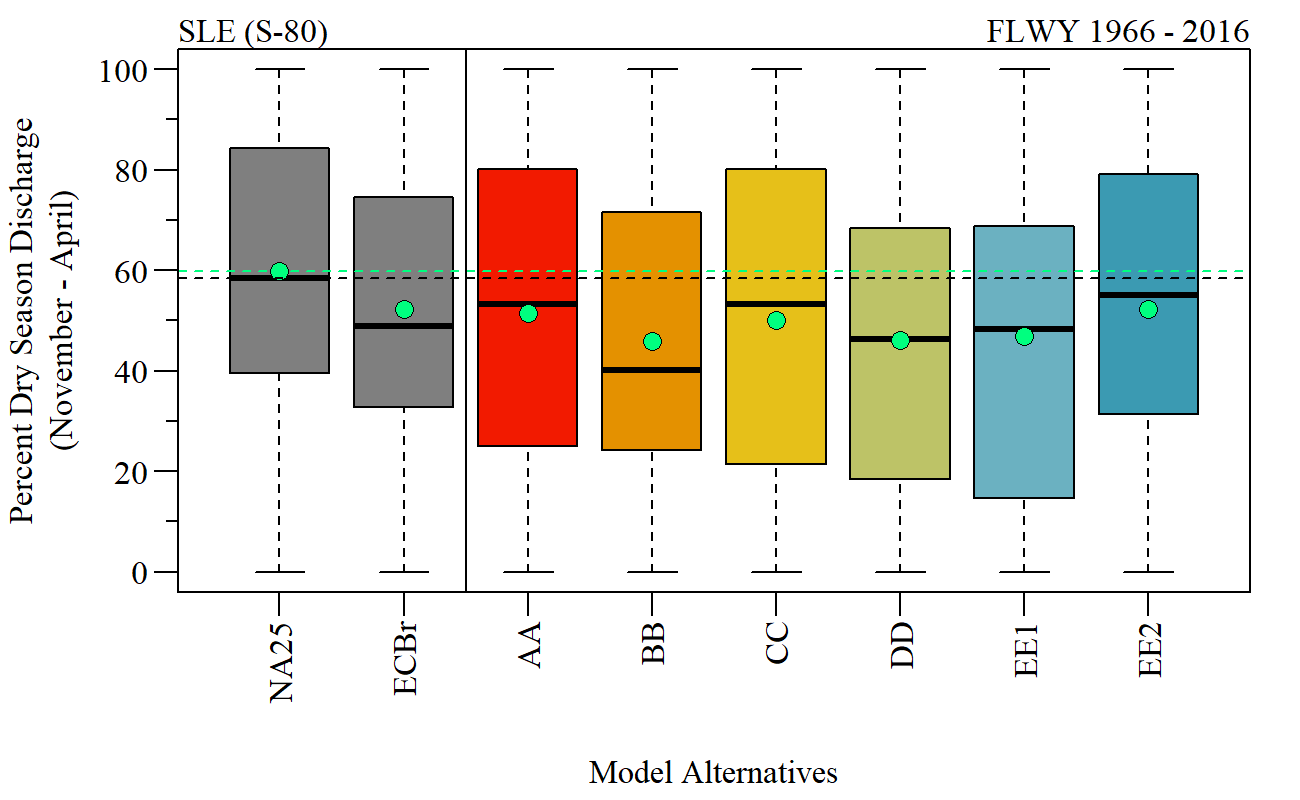 SLE (S-80)
FLWY 1966 - 2016
Percent Dry Season Discharge
(November - April)
100
80
60
40
20
0
NA25
ECBr
AA
BB
CC
DD
EE1
EE2
Model Alternatives